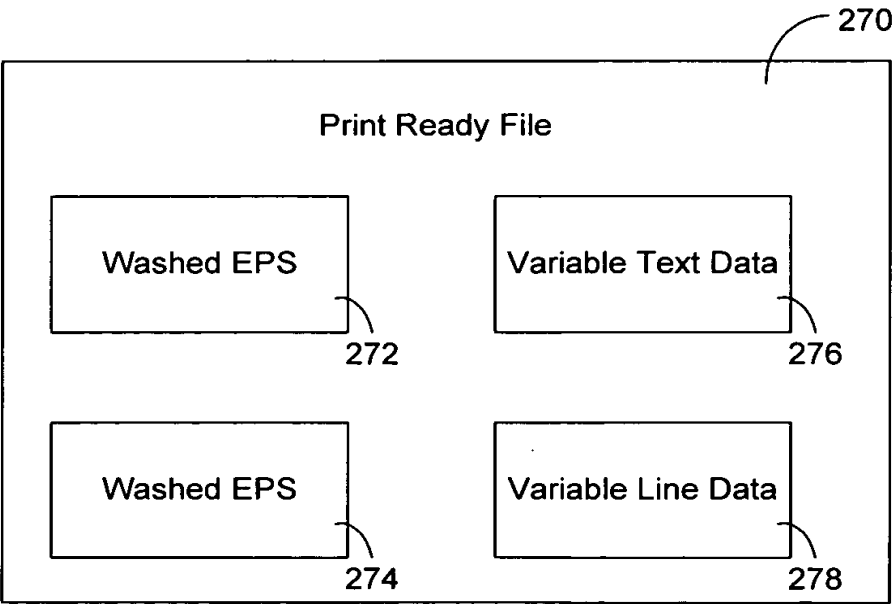 270
Print Ready File
Washed EPS
272
Variable Text Data
276
Washed EPS
274
Variable Line Data
278